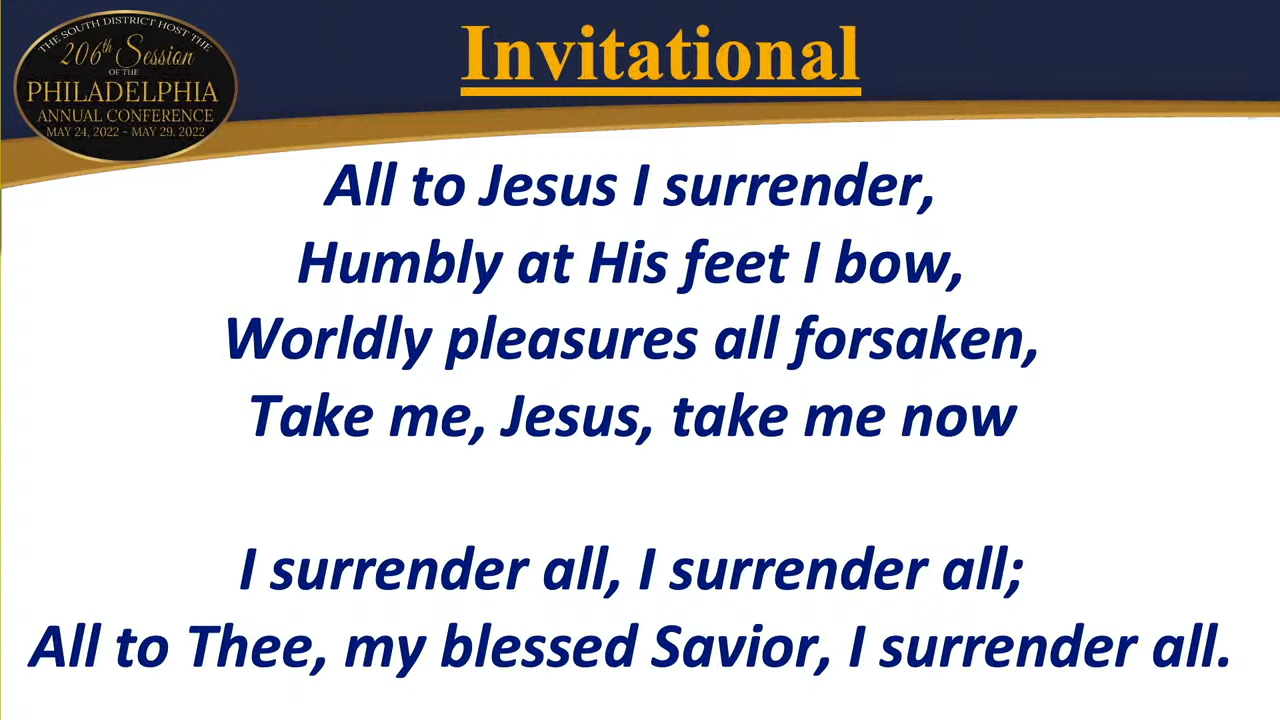 THE SOUTH DISTRICT HOST THE
206th Session
OF THE
PHILADELPHIA
ANNUAL CONFERENCE
MAY 24, 2022 - MAY 29, 2022
Invitational
All to Jesus I surrender,
Humbly at His feet I bow,
Worldly pleasures all forsaken,
Take me, Jesus, take me now
I surrender all, I surrender all;
All to Thee, my blessed Savior, I surrender all.